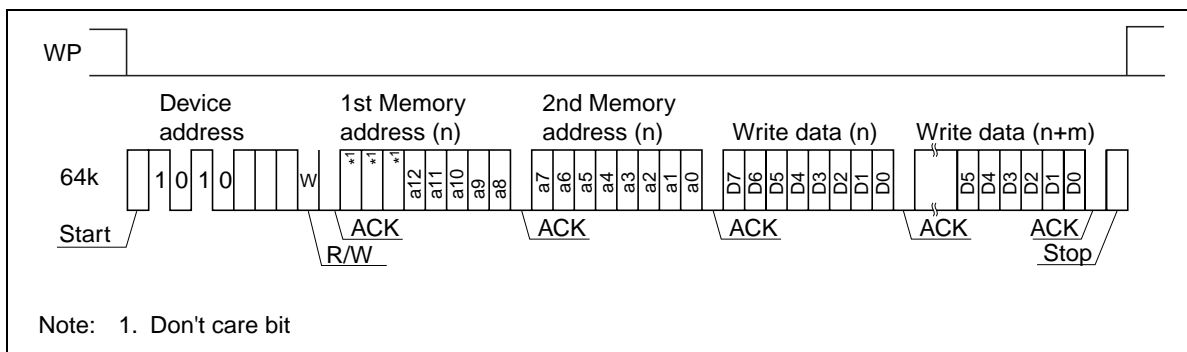 WP
Device address
1st Memory address (n)
2nd Memory address (n)
Write data (n)
Write data (n+m)
64k
1 0 1 0 W *1 *1 *1 a12 a11 a10 a9 a8 a7 a6 a5 a4 a3 a2 a1 a0 D7 D6 D5 D4 D3 D2 D1 D0 D5 D4 D3 D2 D1 D0
Start
R/W
ACK
ACK
ACK
ACK
ACK
Stop
Note: 1. Don't care bit